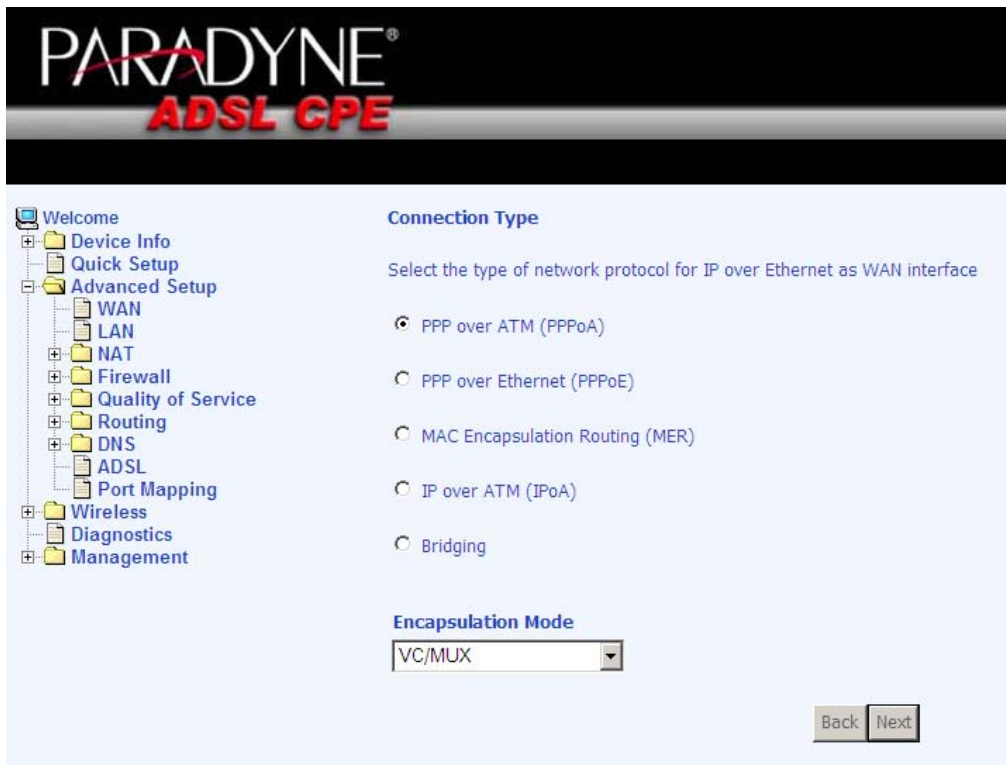 PARADYNE®
ADSL CPE
Welcome
Device Info
Quick Setup
Advanced Setup
WAN
LAN
NAT
Firewall
Quality of Service
Routing
DNS
ADSL
Port Mapping
Wireless
Diagnostics
Management
Connection Type
Select the type of network protocol for IP over Ethernet as WAN interface
PPP over ATM (PPPoA)
PPP over Ethernet (PPPoE)
MAC Encapsulation Routing (MER)
IP over ATM (IPoA)
Bridging
Encapsulation Mode
VC/MUX
Back Next